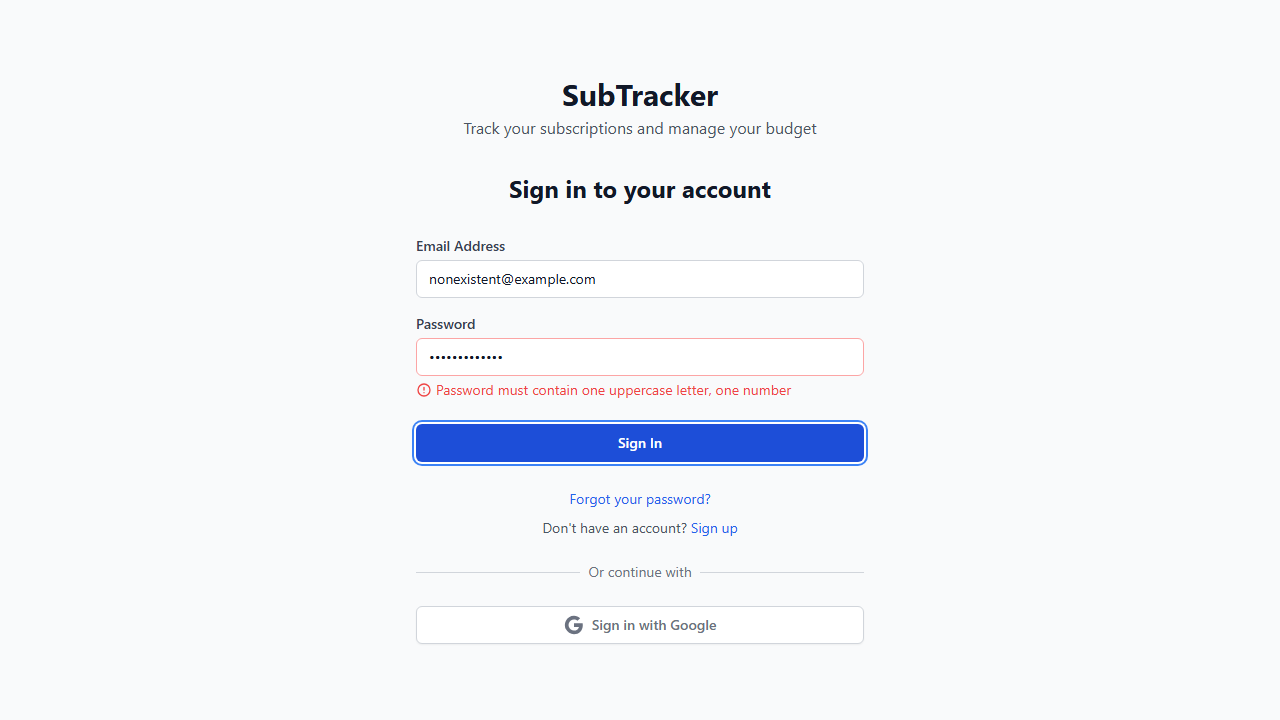 SubTracker
Track your subscriptions and manage your budget
Sign in to your account
Email Address
nonexistent@example.com
Password
•••••••••••••
Password must contain one uppercase letter, one number
Sign In
Forgot your password?
Don't have an account? Sign up
Or continue with
Sign in with Google